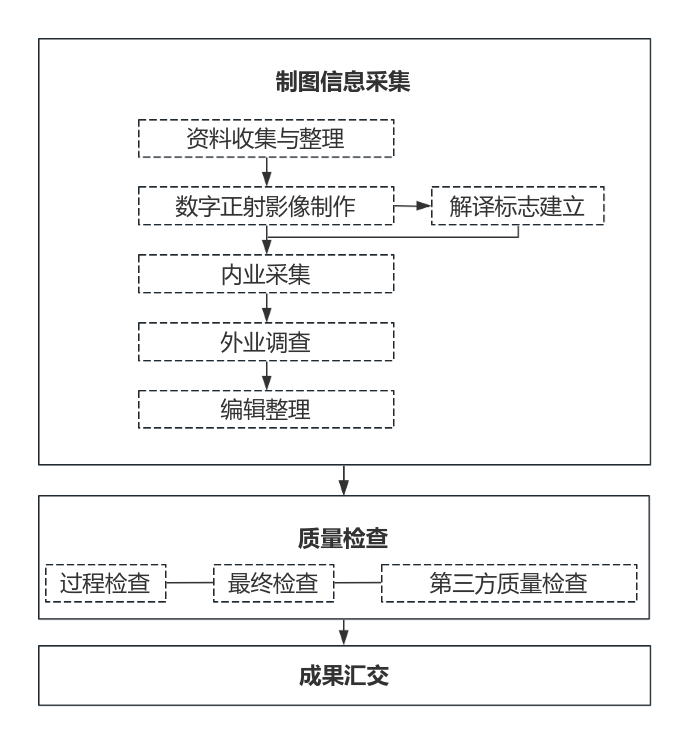 制图信息采集
资料收集与整理
数字正射影像制作
解译标志建立
内业采集
外业调查
编辑整理
质量检查
过程检查
最终检查
第三方质量检查
成果汇交